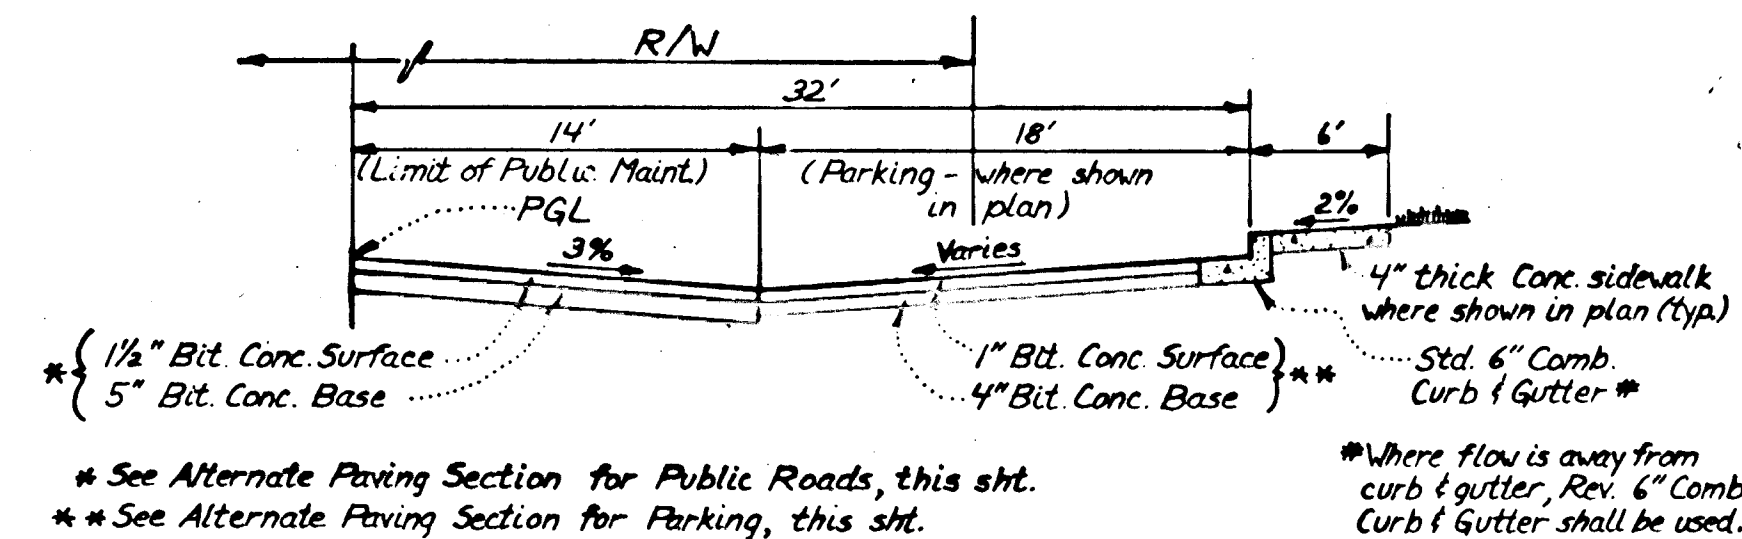 R/W
32'
14'
18'
6'
(Limit of Public Maint.)
(Parking - where shown
in plan)
PGL
2%
3%
Varies
4" thick Conc. sidewalk
where shown in plan (typ.)
* { 1½" Bit. Conc. Surface
5" Bit. Conc. Base
1" Bit. Conc. Surface } * *
4" Bit. Conc. Base
Std. 6" Comb.
Curb & Gutter #
* See Alternate Paving Section for Public Roads, this sht.
* * See Alternate Paving Section for Parking, this sht.
# Where flow is away from
curb & gutter, Rev. 6" Comb
Curb & Gutter shall be used.